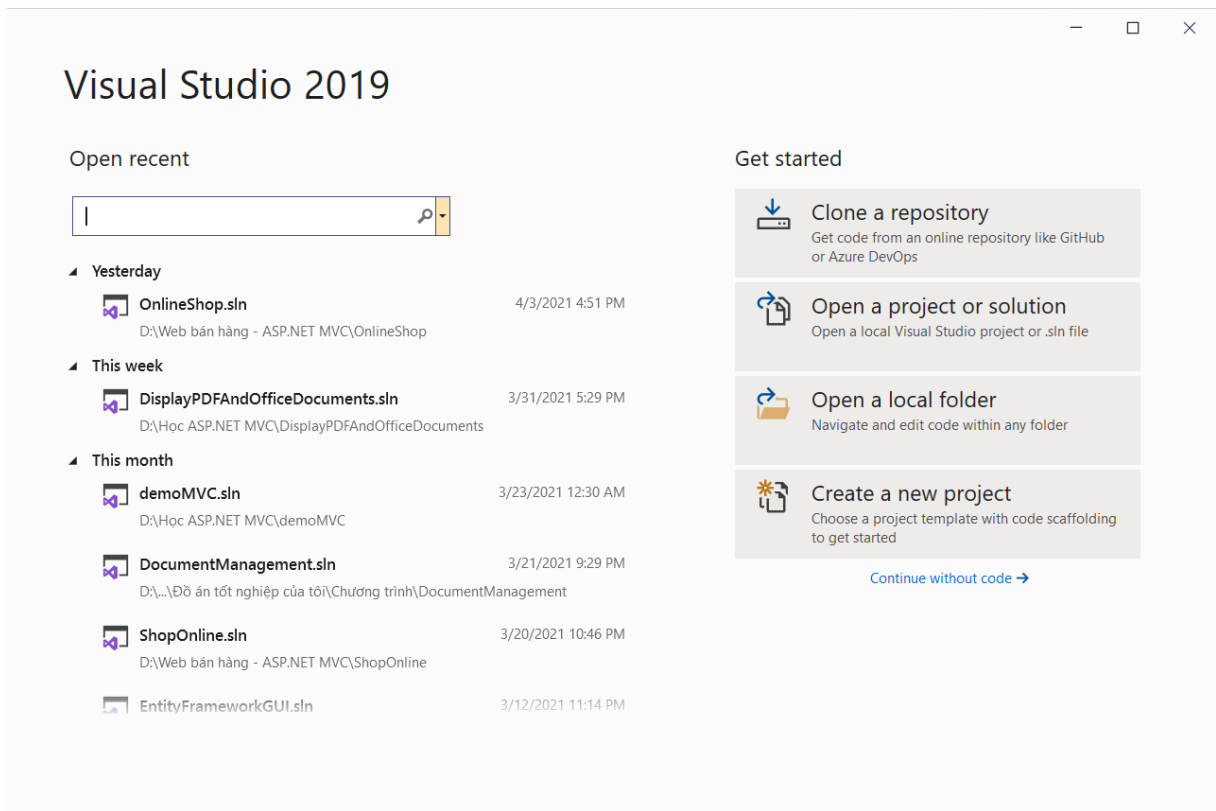 Visual Studio 2019
Open recent
Yesterday
OnlineShop.sln 4/3/2021 4:51 PM
D:\Web bán hàng - ASP.NET MVC\OnlineShop
This week
DisplayPDFAndOfficeDocuments.sln 3/31/2021 5:29 PM
D:\Học ASP.NET MVC\DisplayPDFAndOfficeDocuments
This month
demoMVC.sln 3/23/2021 12:30 AM
D:\Học ASP.NET MVC\demoMVC
DocumentManagement.sln 3/21/2021 9:29 PM
D:\...\Đồ án tốt nghiệp của tôi\Chương trình\DocumentManagement
ShopOnline.sln 3/20/2021 10:46 PM
D:\Web bán hàng - ASP.NET MVC\ShopOnline
EntityFrameworkGUI.sln 3/12/2021 11:14 PM
Get started
Clone a repository
Get code from an online repository like GitHub
or Azure DevOps
Open a project or solution
Open a local Visual Studio project or .sln file
Open a local folder
Navigate and edit code within any folder
Create a new project
Choose a project template with code scaffolding
to get started
Continue without code →